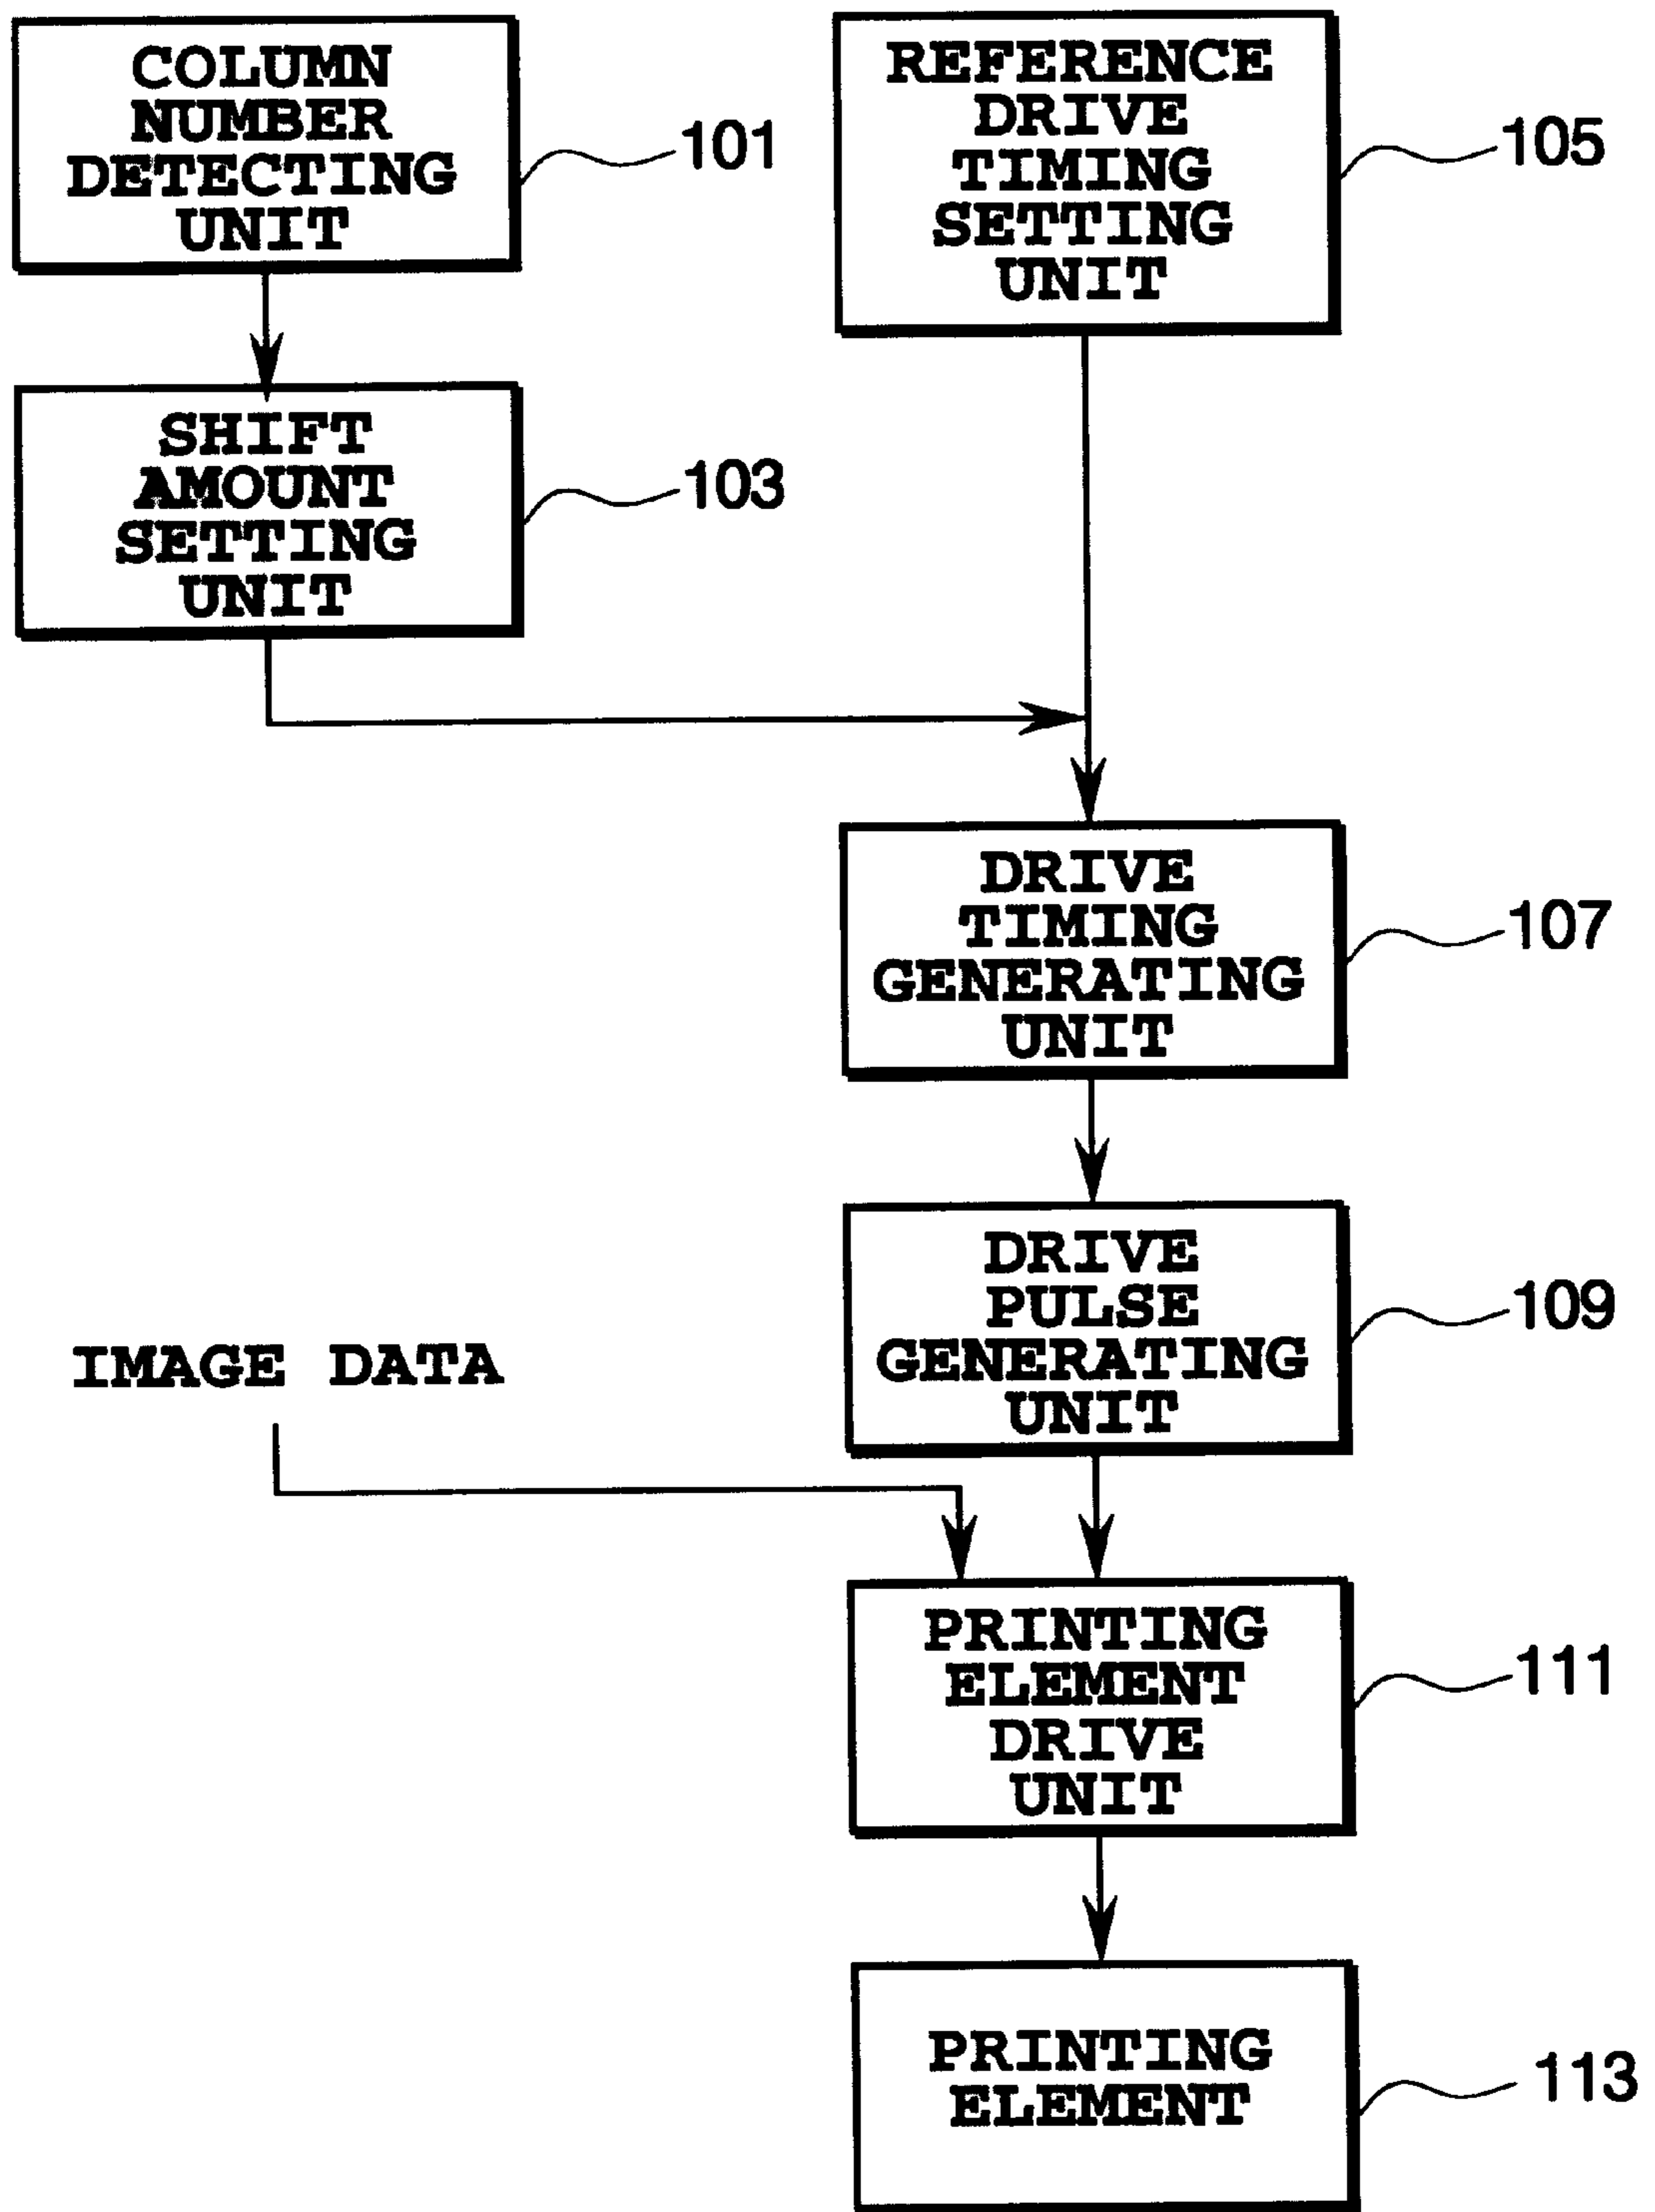 COLUMN
NUMBER
DETECTING
UNIT
101
REFERENCE
DRIVE
TIMING
SETTING
UNIT
105
SHIFT
AMOUNT
SETTING
UNIT
103
DRIVE
TIMING
GENERATING
UNIT
107
DRIVE
PULSE
GENERATING
UNIT
109
IMAGE DATA
PRINTING
ELEMENT
DRIVE
UNIT
111
PRINTING
ELEMENT
113